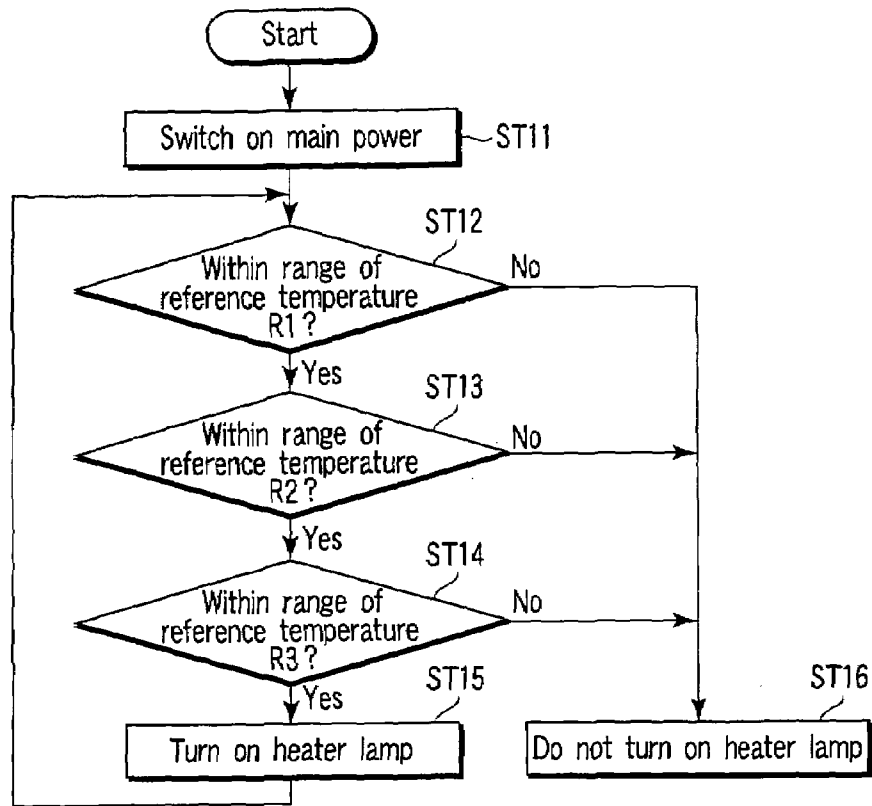 Start
Switch on main power
ST11
ST12
Within range of
reference temperature
R1?
No
Yes
ST13
Within range of
reference temperature
R2?
No
Yes
ST14
Within range of
reference temperature
R3?
No
Yes
ST15
Turn on heater lamp
ST16
Do not turn on heater lamp